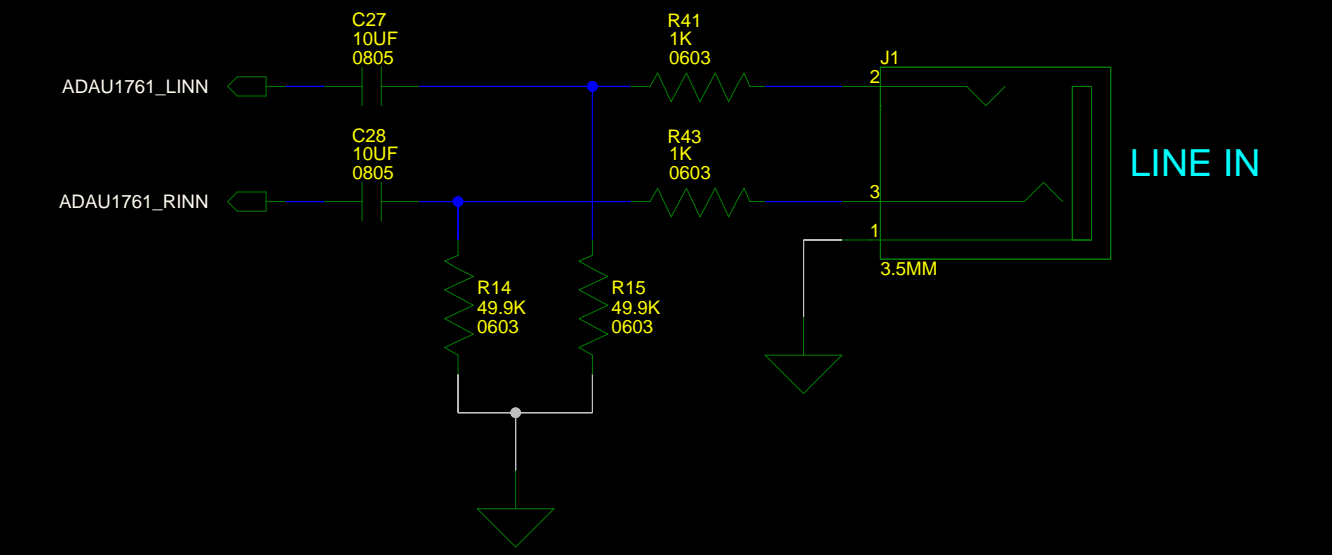 C27
10UF
0805
R41
1K
0603
J1
ADAU1761_LINN
2
C28
10UF
0805
R43
1K
0603
LINE IN
ADAU1761_RINN
3
1
3.5MM
R14
49.9K
0603
R15
49.9K
0603